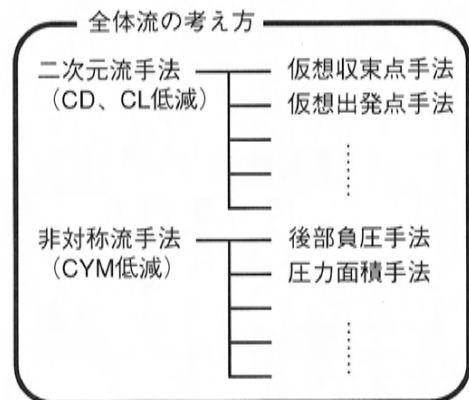 全体流の考え方
二次元流手法
（CD、CL低減）
仮想収束点手法
仮想出発点手法
非対称流手法
（CYM低減）
後部負圧手法
圧力面積手法